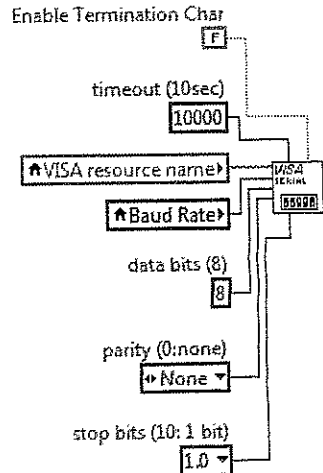 Enable Termination Char
F
timeout (10sec)
10000
VISA resource name
VISA
SERIAL
Baud Rate
data bits (8)
8
parity (0:none)
None
stop bits (10: 1 bit)
1.0